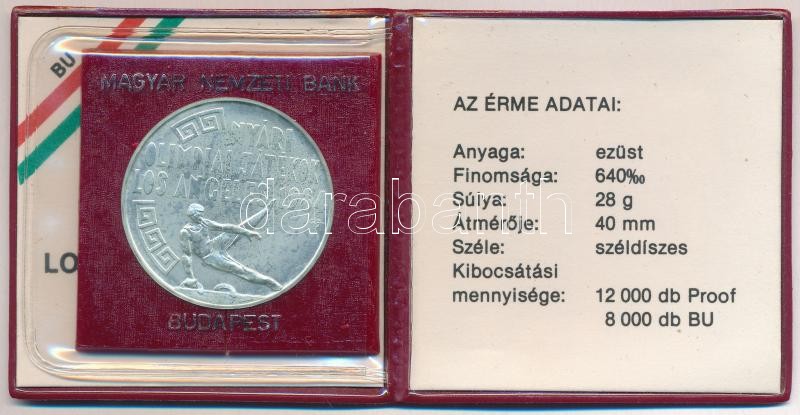 BU
MAGYAR NEMZETI BANK
NYÁRI
OLIMPIAI JÁTÉKOK
LOS ANGELES
BUDAPEST
LO
darabanth
AZ ÉRME ADATAI:
Anyaga: ezüst
Finomsága: 640‰
Súlya: 28 g
Átmérője: 40 mm
Széle: széldíszes
Kibocsátási
mennyisége: 12 000 db Proof
8 000 db BU